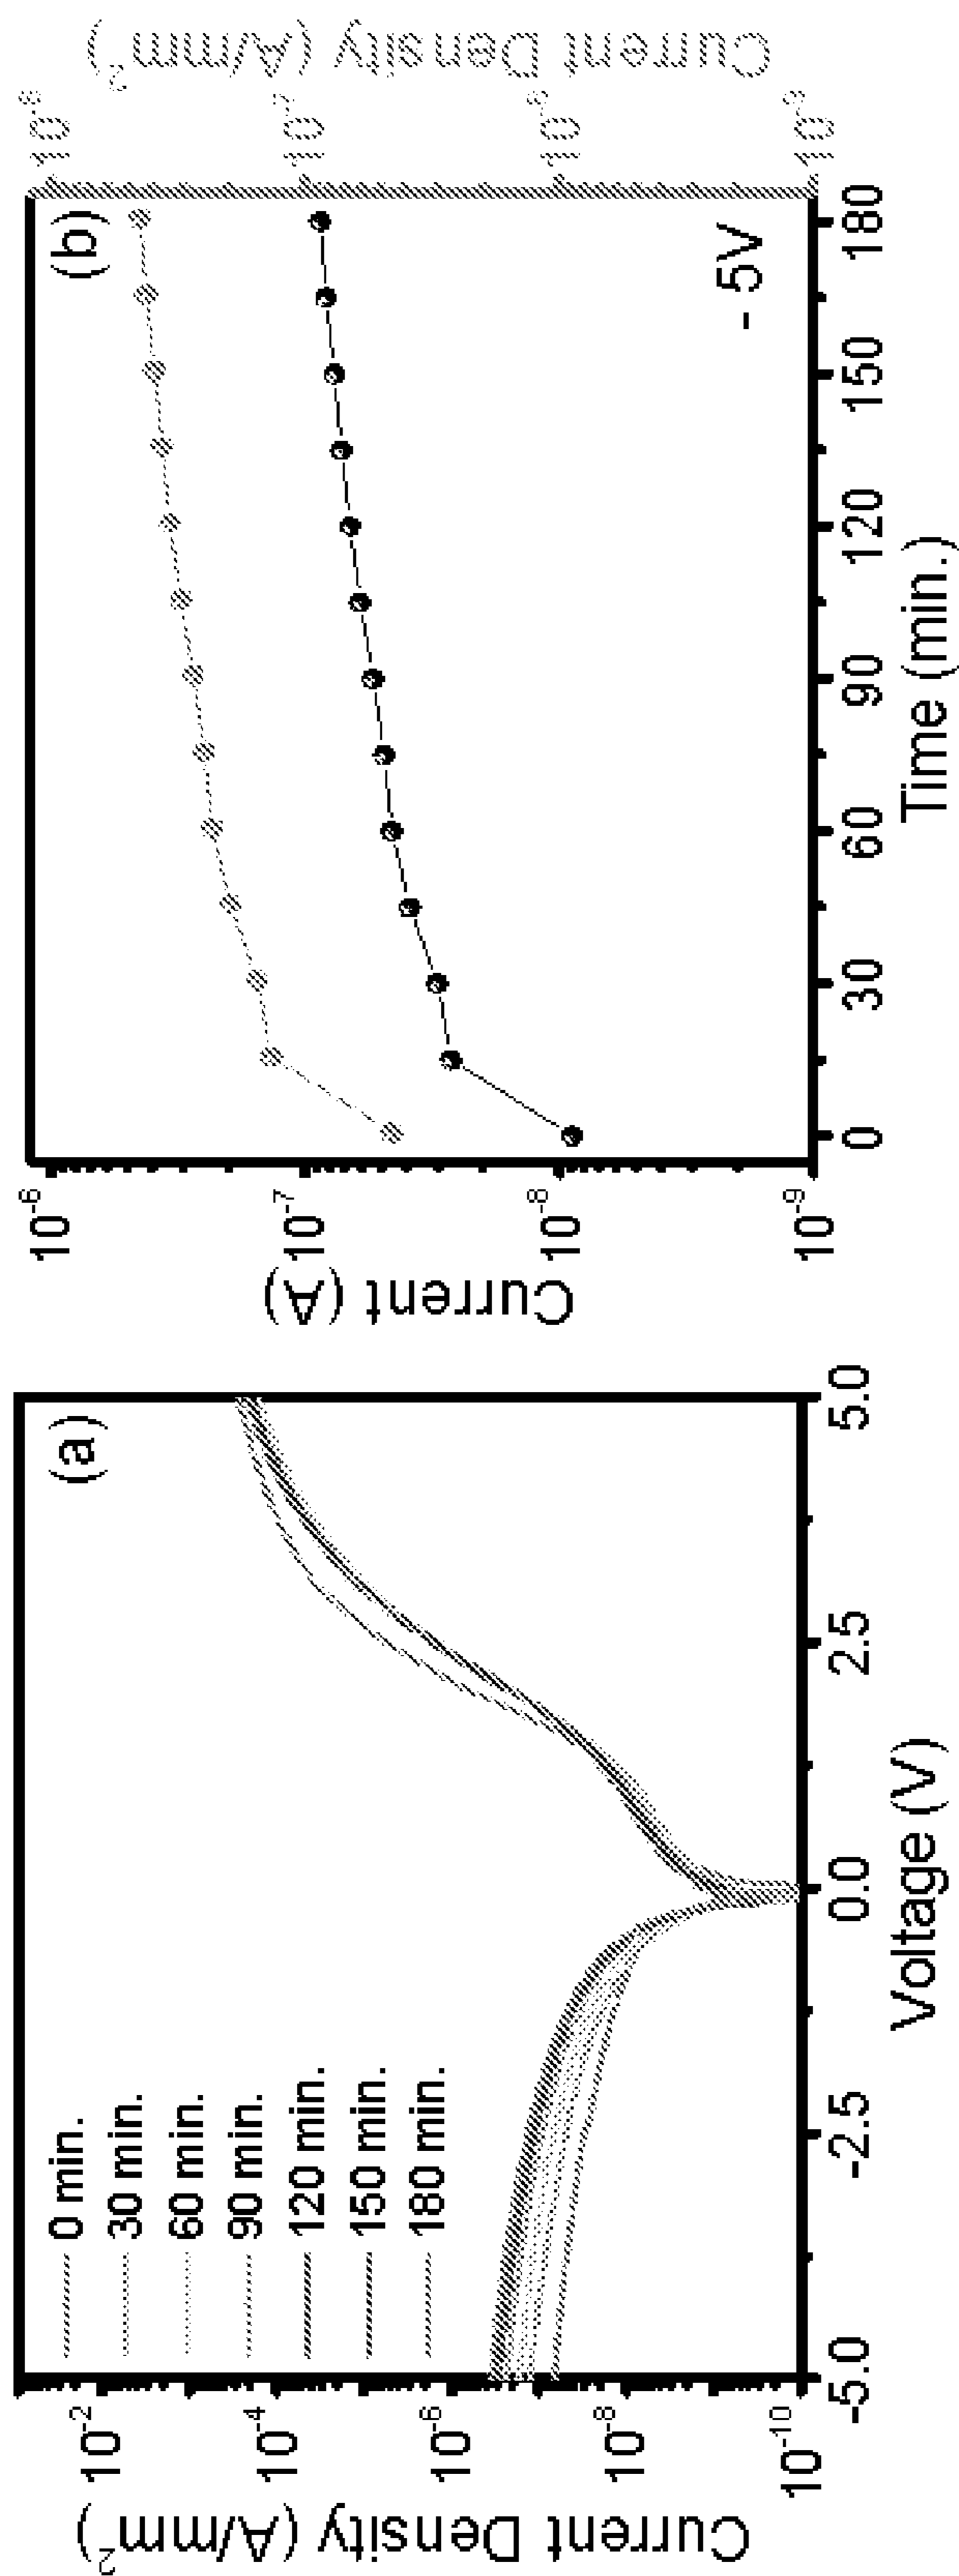 (a)
0 min.
30 min.
60 min.
90 min.
120 min.
150 min.
180 min.
10⁻²
10⁻⁴
10⁻⁶
10⁻⁸
10⁻¹⁰
Current Density (A/mm²)
-5.0 -2.5 0.0 2.5 5.0
Voltage (V)
(b)
10⁻⁶
10⁻⁷
10⁻⁸
10⁻⁹
Current (A)
- 5V
0 30 60 90 120 150 180
Time (min.)
10⁻⁶
10⁻⁷
10⁻⁸
10⁻⁹
Current Density (A/mm²)